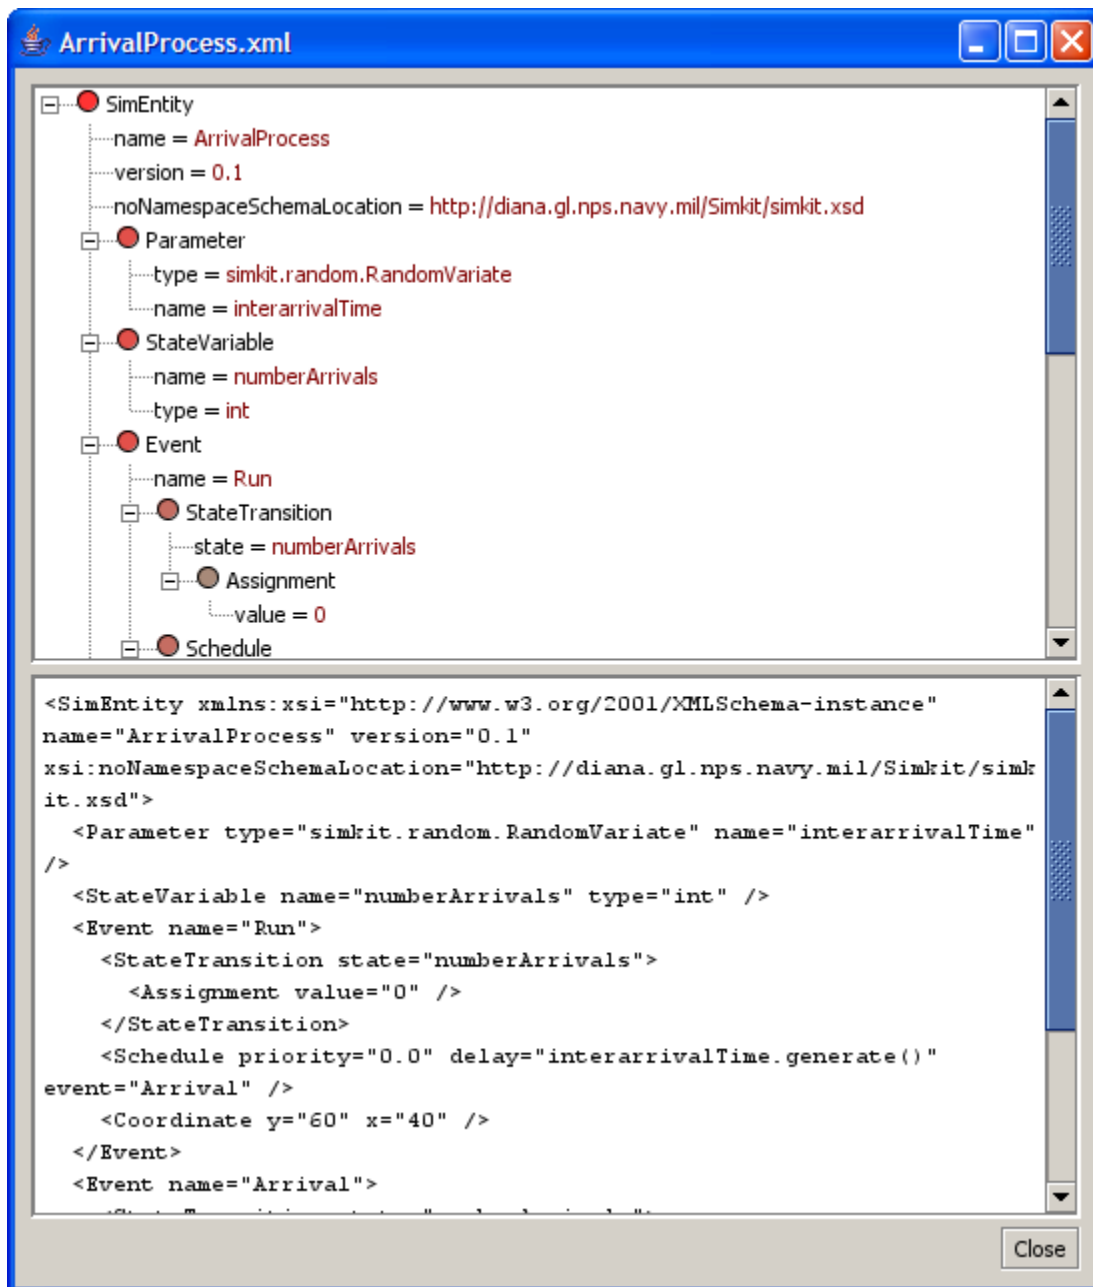 ArrivalProcess.xml
SimEntity
name = ArrivalProcess
version = 0.1
noNamespaceSchemaLocation = http://diana.gl.nps.navy.mil/Simkit/simkit.xsd
Parameter
type = simkit.random.RandomVariate
name = interarrivalTime
StateVariable
name = numberArrivals
type = int
Event
name = Run
StateTransition
state = numberArrivals
Assignment
value = 0
Schedule
<SimEntity xmlns:xsi="http://www.w3.org/2001/XMLSchema-instance"
name="ArrivalProcess" version="0.1"
xsi:noNamespaceSchemaLocation="http://diana.gl.nps.navy.mil/Simkit/simk
it.xsd">
<Parameter type="simkit.random.RandomVariate" name="interarrivalTime"
/>
<StateVariable name="numberArrivals" type="int" />
<Event name="Run">
<StateTransition state="numberArrivals">
<Assignment value="0" />
</StateTransition>
<Schedule priority="0.0" delay="interarrivalTime.generate()"
event="Arrival" />
<Coordinate y="60" x="40" />
</Event>
<Event name="Arrival">
Close